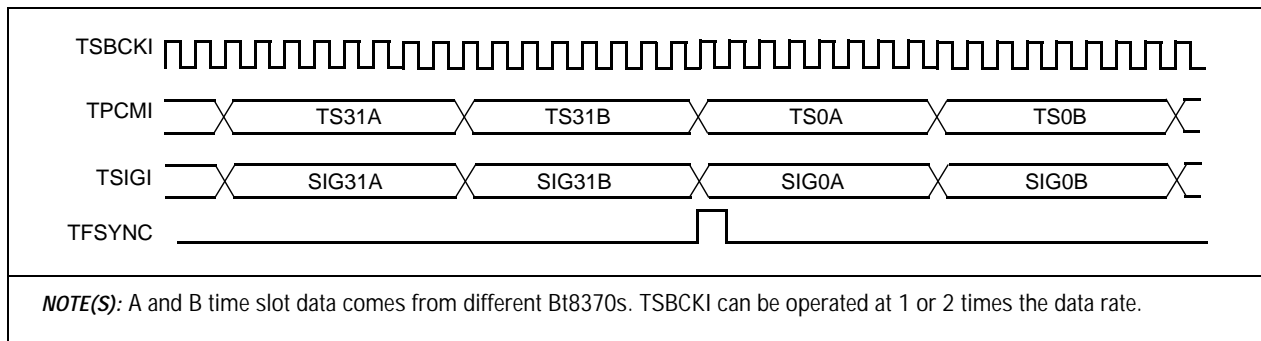 TSBCKI
TPCMI TS31A TS31B TS0A TS0B
TSIGI SIG31A SIG31B SIG0A SIG0B
TFSYNC
NOTE(S): A and B time slot data comes from different Bt8370s. TSBCKI can be operated at 1 or 2 times the data rate.